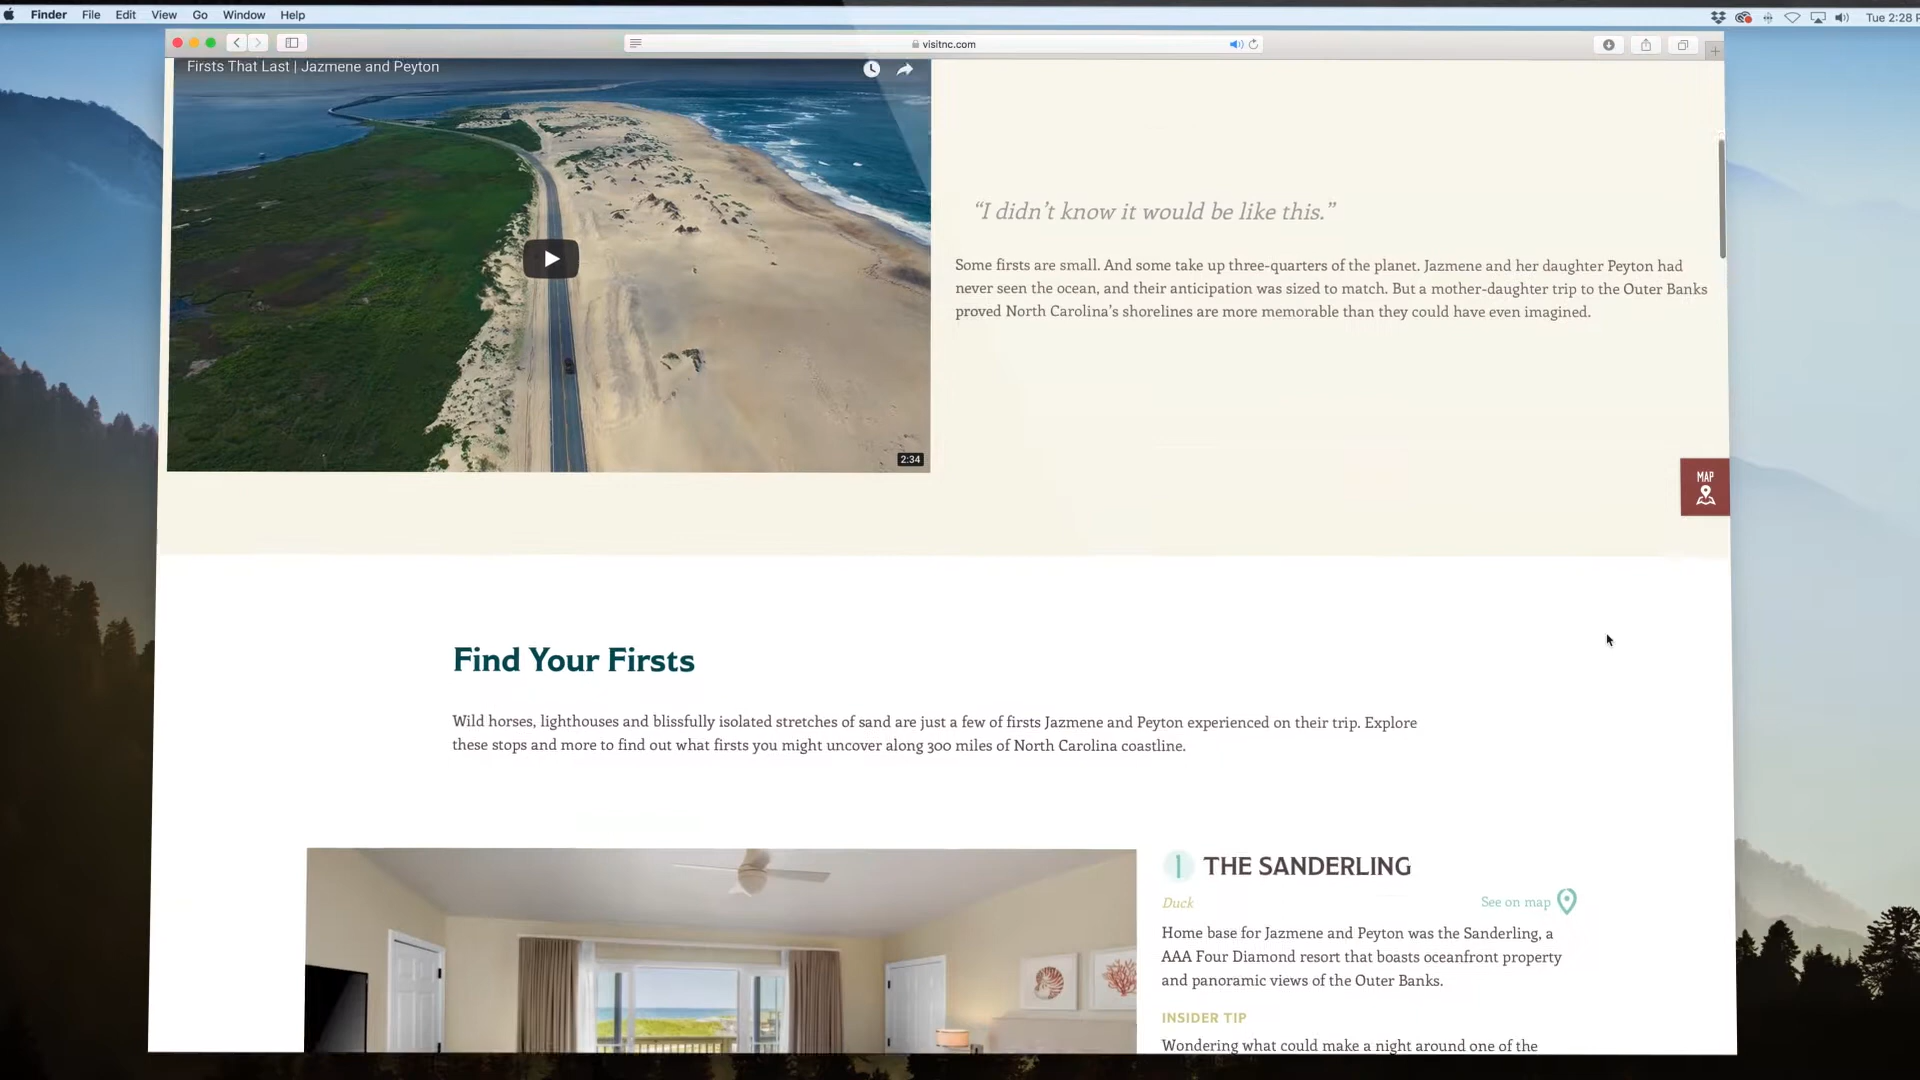 Finder File Edit View Go Window Help
Tue 2:28 P
visitnc.com
Firsts That Last | Jazmene and Peyton
2:34
“I didn’t know it would be like this.”
Some firsts are small. And some take up three-quarters of the planet. Jazmene and her daughter Peyton had
never seen the ocean, and their anticipation was sized to match. But a mother-daughter trip to the Outer Banks
proved North Carolina’s shorelines are more memorable than they could have even imagined.
MAP
Find Your Firsts
Wild horses, lighthouses and blissfully isolated stretches of sand are just a few of firsts Jazmene and Peyton experienced on their trip. Explore
these stops and more to find out what firsts you might uncover along 300 miles of North Carolina coastline.
1 THE SANDERLING
Duck
See on map
Home base for Jazmene and Peyton was the Sanderling, a
AAA Four Diamond resort that boasts oceanfront property
and panoramic views of the Outer Banks.
INSIDER TIP
Wondering what could make a night around one of the